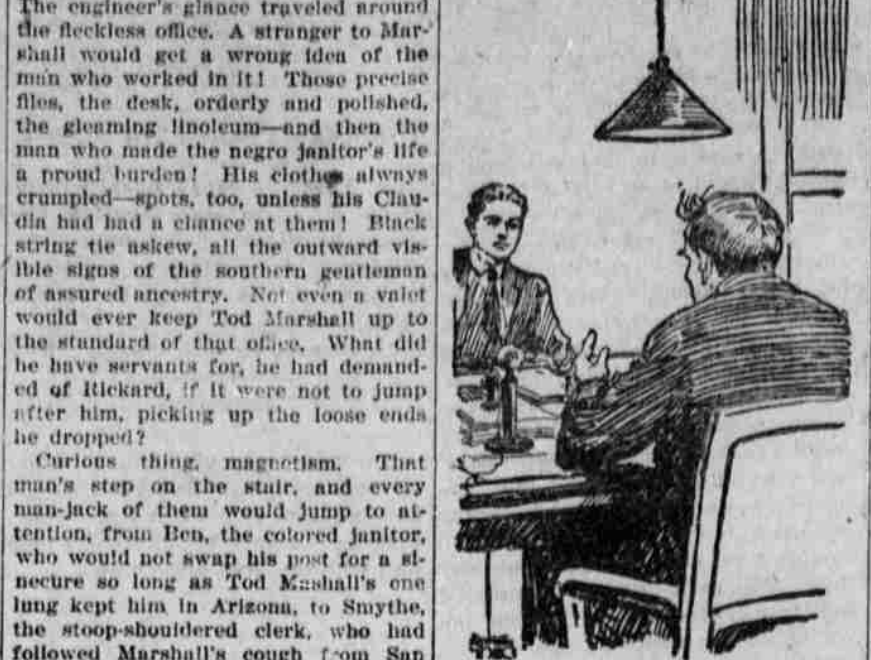 The engineer's glance traveled around
the fleckless office. A stranger to Mar-
shall would get a wrong idea of the
man who worked in it! Those precise
files, the desk, orderly and polished,
the gleaming linoleum—and then the
man who made the negro janitor's life
a proud burden! His clothes always
crumpled—spots, too, unless his Clau-
dia had had a chance at them! Black
string tie askew, all the outward vis-
ible signs of the southern gentleman
of assured ancestry. Not even a valet
would ever keep Tod Marshall up to
the standard of that office. What did
he have servants for, he had demand-
ed of Rickard, if it were not to jump
after him, picking up the loose ends
he dropped?
Curious thing, magnetism. That
man's step on the stair, and every
man-jack of them would jump to at-
tention, from Ben, the colored janitor,
who would not swap his post for a si-
necure so long as Tod Mashall's one
lung kept him in Arizona, to Smythe,
the stoop-shouldered clerk, who had
followed Marshall's cough from San